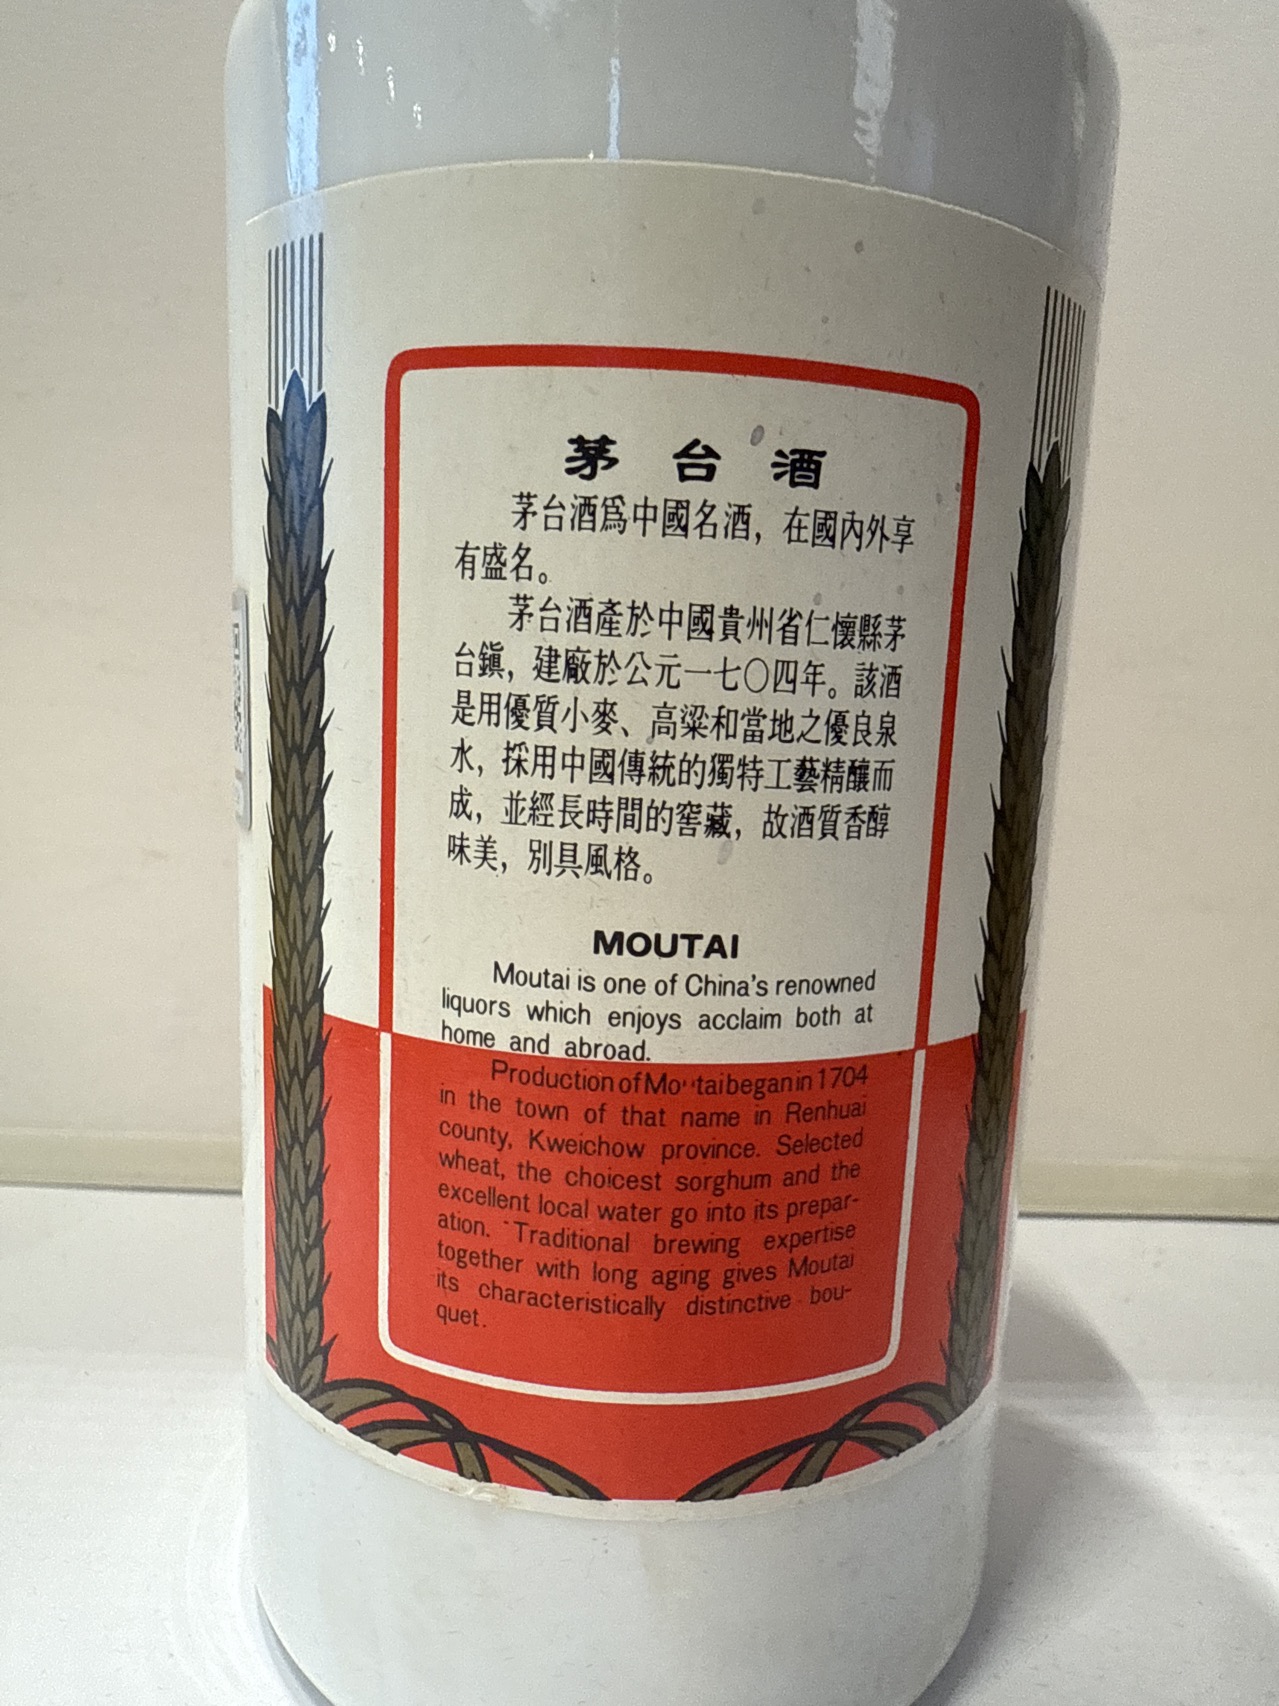 茅台酒
茅台酒爲中國名酒，在國內外享
有盛名。
茅台酒產於中國貴州省仁懷縣茅
台鎮，建廠於公元一七〇四年。該酒
是用優質小麥、高粱和當地之優良泉
水，採用中國傳統的獨特工藝精釀而
成，並經長時間的窖藏，故酒質香醇
味美，別具風格。
MOUTAI
Moutai is one of China's renowned
liquors which enjoys acclaim both at
home and abroad.
Production of Moutai began in 1704
in the town of that name in Renhuai
county, Kweichow province. Selected
wheat, the choicest sorghum and the
excellent local water go into its prepar-
ation. Traditional brewing expertise
together with long aging gives Moutai
its characteristically distinctive bou-
quet.